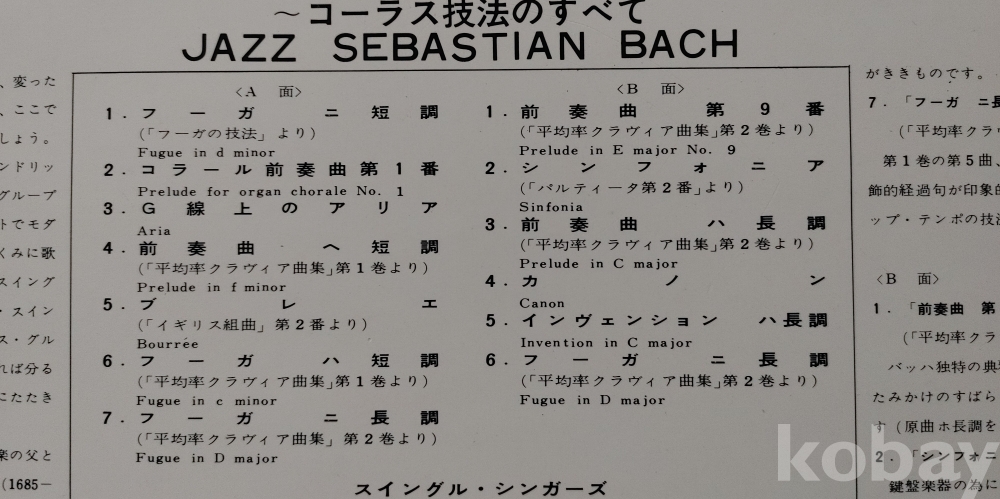 ～コーラス技法のすべて
JAZZ SEBASTIAN BACH
、変った
、ここで
しょう。
ンドリッ
グループ
トでモダ
くみに歌
スイング
・スイン
ス・グル
れば分る
にたたき
楽の父と
(1685−
〈A 面〉
1．フーガ ニ短調
(「フーガの技法」より)
Fugue in d minor
2．コラール前奏曲第1番
Prelude for organ chorale No. 1
3．G線上のアリア
Aria
4．前奏曲 ヘ短調
(「平均率クラヴィア曲集」第1巻より)
Prelude in f minor
5．ブレエ
(「イギリス組曲」第2番より)
Bourrée
6．フーガ ハ短調
(「平均率クラヴィア曲集」第1巻より)
Fugue in c minor
7．フーガ ニ長調
(「平均率クラヴィア曲集」第2巻より)
Fugue in D major
〈B 面〉
1．前奏曲 第9番
(「平均率クラヴィア曲集」第2巻より)
Prelude in E major No. 9
2．シンフォニア
(「パルティータ第2番」より)
Sinfonia
3．前奏曲 ハ長調
(「平均率クラヴィア曲集」第2巻より)
Prelude in C major
4．カノン
Canon
5．インヴェンション ハ長調
Invention in C major
6．フーガ ニ長調
(「平均率クラヴィア曲集」第2巻より)
Fugue in D major
スイングル・シンガーズ
がききものです。
7．「フーガ ニ長
(「平均率クラ
第1巻の第5曲、
飾的経過句が印象的
ップ・テンポの技法
〈B 面〉
1．「前奏曲 第
(「平均率クラ
バッハ独特の典
たみかけのすばら
す（原曲ホ長調を
2．「シンフォニ
鍵盤楽器の為に
kobay